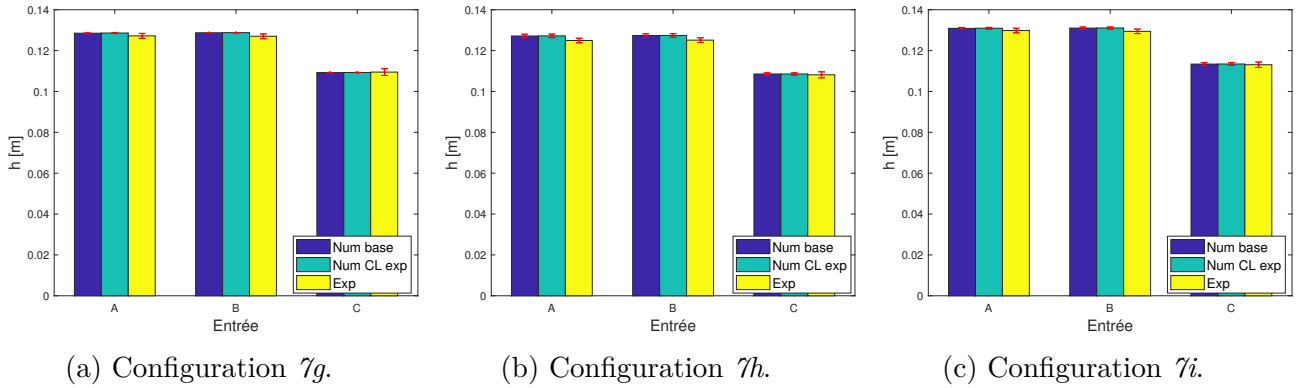 0.14
0.12
0.1
0.08
0.06
0.04
0.02
0
h [m]
A B C
Entrée
Num base
Num CL exp
Exp
(a) Configuration 7g.
0.14
0.12
0.1
0.08
0.06
0.04
0.02
0
h [m]
A B C
Entrée
Num base
Num CL exp
Exp
(b) Configuration 7h.
0.14
0.12
0.1
0.08
0.06
0.04
0.02
0
h [m]
A B C
Entrée
Num base
Num CL exp
Exp
(c) Configuration 7i.